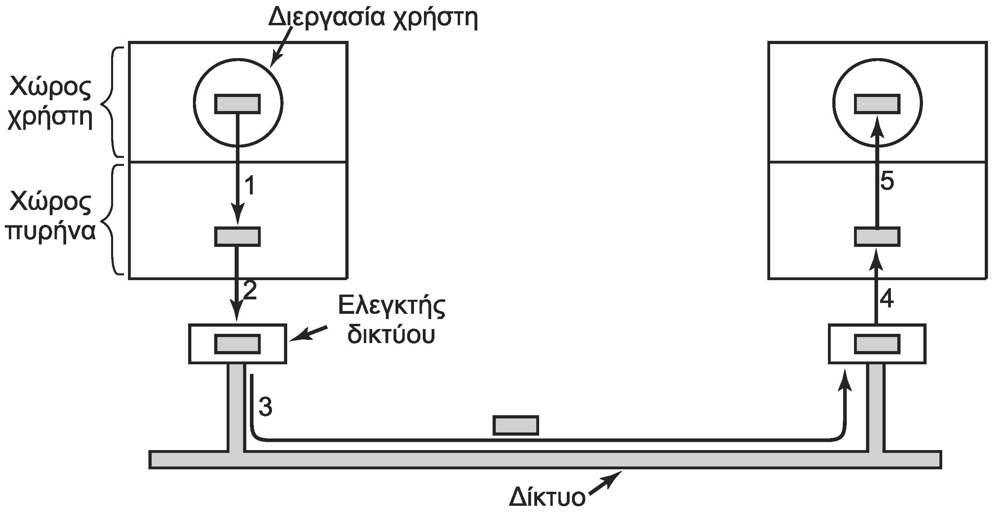 Διεργασία χρήστη
Χώρος
χρήστη
1
5
Χώρος
πυρήνα
2
4
Ελεγκτής
δικτύου
3
Δίκτυο